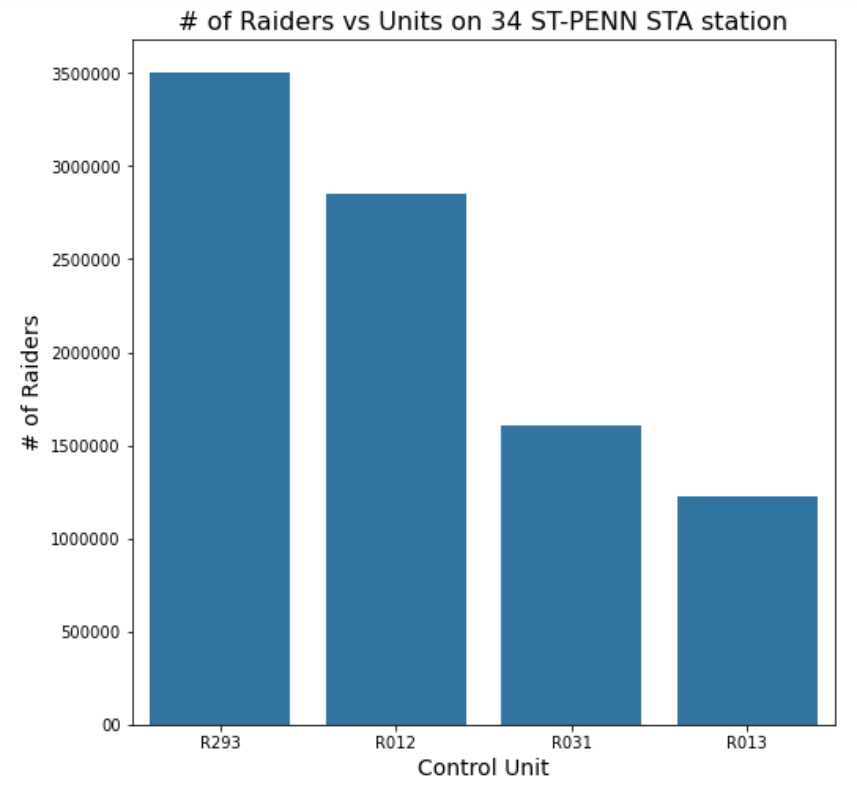 # of Raiders vs Units on 34 ST-PENN STA station
# of Raiders
3500000
3000000
2500000
2000000
1500000
1000000
500000
00
R293 R012 R031 R013
Control Unit